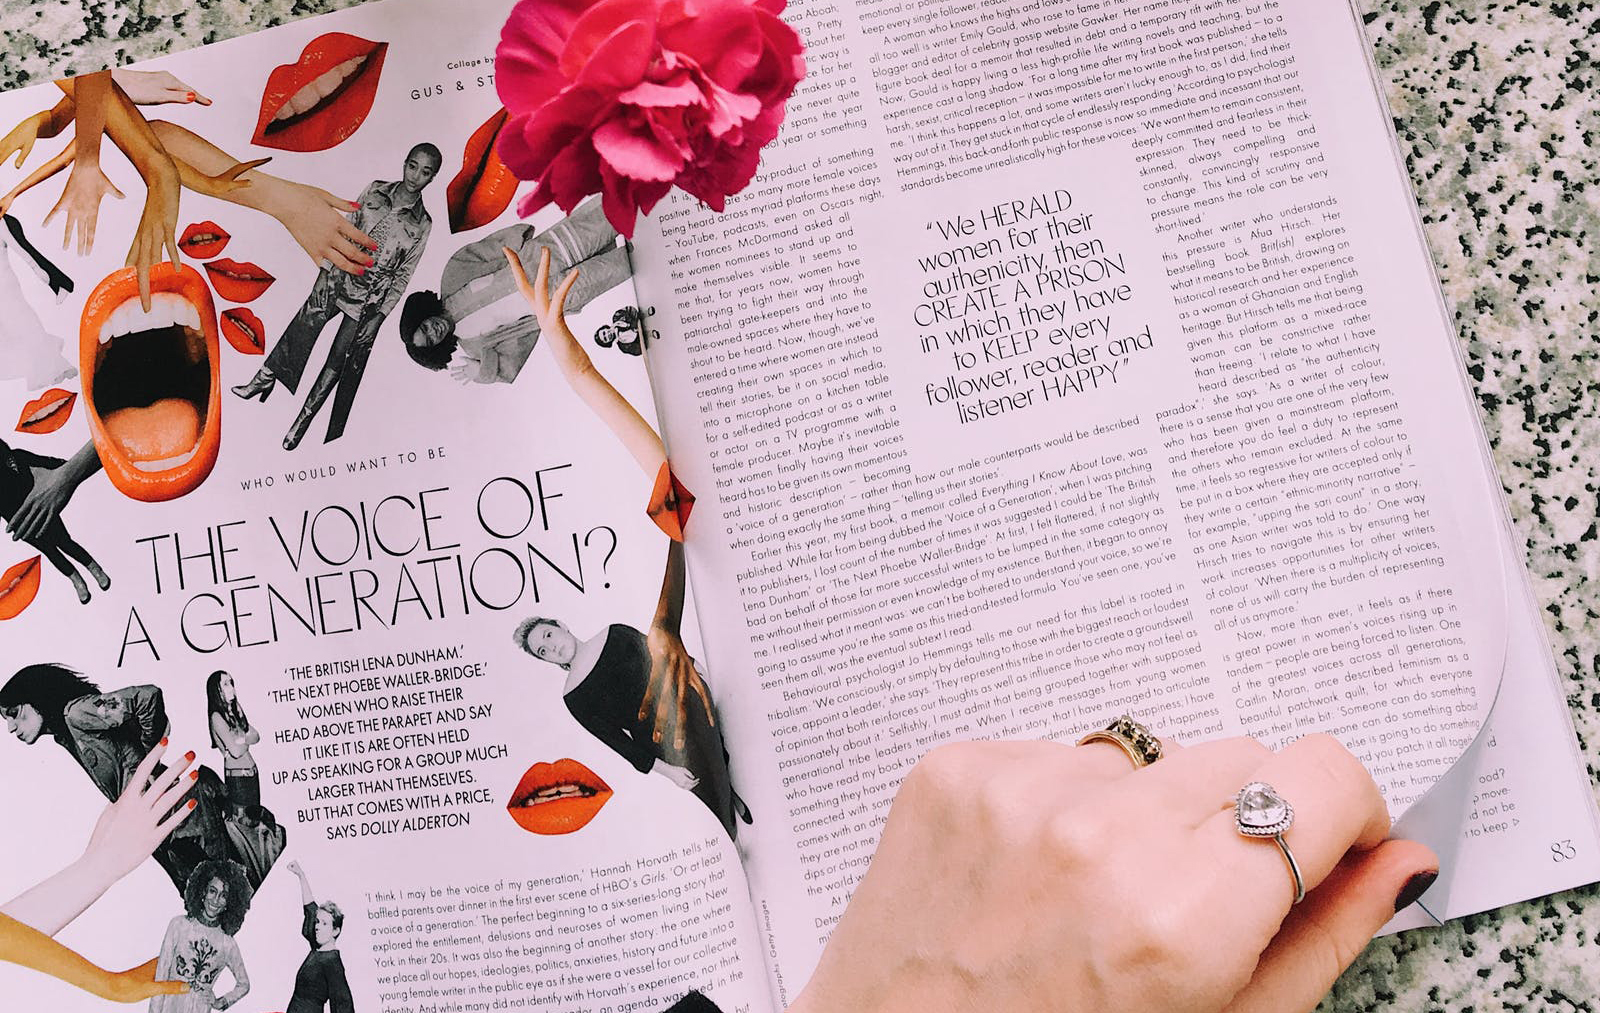 Collage by
GUS & ST
WHO WOULD WANT TO BE
THE VOICE OF
A GENERATION?
'THE BRITISH LENA DUNHAM.'
'THE NEXT PHOEBE WALLER-BRIDGE.'
WOMEN WHO RAISE THEIR
HEAD ABOVE THE PARAPET AND SAY
IT LIKE IT IS ARE OFTEN HELD
UP AS SPEAKING FOR A GROUP MUCH
LARGER THAN THEMSELVES.
BUT THAT COMES WITH A PRICE,
SAYS DOLLY ALDERTON
'I think I may be the voice of my generation,' Hannah Horvath tells her
baffled parents over dinner in the first ever scene of HBO's Girls. 'Or at least
a voice of a generation.' The perfect beginning to a six-series-long story that
explored the entitlement, delusions and neuroses of women living in New
York in their 20s. It was also the beginning of another story: the one where
we place all our hopes, ideologies, politics, anxieties, history and future into a
young female writer in the public eye as if she were a vessel for our collective
identity. And while many did not identify with Horvath's experience, nor think
an agenda was fixed in the
but
woa Aboah;
Pretty
about her
way is
ce for her
makes up a
I've never quite
spans the year
ool year or something
It is, by-product of something
positive. so many more female voices
being heard across myriad platforms these days
– YouTube, podcasts, even on Oscars night,
when Frances McDormand asked all
the women nominees to stand up and
make themselves visible. It seems to
me that, for years now, women have
been trying to fight their way through
patriarchal gate-keepers and into the
male-owned spaces where they have to
shout to be heard. Now, though, we've
entered a time where women are instead
creating their own spaces in which to
tell their stories, be it on social media,
into a microphone on a kitchen table
for a self-edited podcast or as a writer
or actor on a TV programme with a
female producer. Maybe it's inevitable
that women finally having their voices
heard has to be given its own momentous
and historic description – becoming
a 'voice of a generation' – rather than how our male counterparts would be described
when doing exactly the same thing – 'telling us their stories'.
Earlier this year, my first book, a memoir called Everything I Know About Love, was
published. While far from being dubbed the 'Voice of a Generation', when I was pitching
it to publishers, I lost count of the number of times it was suggested I could be 'The British
Lena Dunham' or 'The Next Phoebe Waller-Bridge'. At first, I felt flattered, if not slightly
bad on behalf of those far more successful writers to be lumped in the same category as
me without their permission or even knowledge of my existence. But then, it began to annoy
me. I realised what it meant was: we can't be bothered to understand your voice, so we're
going to assume you're the same as this tried-and-tested formula. 'You've seen one, you've
seen them all, was the eventual subtext I read.
Behavioural psychologist Jo Hemmings tells me our need for this label is rooted in
tribalism. 'We consciously, or simply by defaulting to those with the biggest reach or loudest
voice, appoint a leader,' she says. 'They represent this tribe in order to create a groundswell
of opinion that both reinforces our thoughts as well as influence those who may not feel as
passionately about it.' Selfishly, I must admit that being grouped together with supposed
generational tribe leaders terrifies me. When I receive messages from young women
who have read my book to is their story, that I have managed to articulate
something they have undeniable sense happiness; I have
connected with some of happiness
comes with an them and
they are not me
dips or change
the world
At th
Deter
mil
emotional or
keep every single follower,
A woman who knows the highs and lows
all too well is writer Emily Gould, who rose to fame in her
blogger and editor of celebrity gossip website Gawker. Her name
figure book deal for a memoir that resulted in debt and a temporary rift with her
Now, Gould is happy living a less high-profile life writing novels and teaching, but the
experience cast a long shadow. 'For a long time after my first book was published – to a
harsh, sexist, critical reception – it was impossible for me to write in the first person,' she tells
me. 'I think this happens a lot, and some writers aren't lucky enough to, as I did, find their
way out of it. They get stuck in that cycle of endlessly responding.' According to psychologist
Hemmings, this back-and-forth public response is now so immediate and incessant that our
standards become unrealistically high for these voices. 'We want them to remain consistent,
deeply committed and fearless in their
expression. They need to be thick-
skinned, always compelling and
constantly, convincingly responsive
to change. This kind of scrutiny and
pressure means the role can be very
short-lived.'
"We HERALD
women for their
authenicity, then
CREATE A PRISON
in which they have
to KEEP every
follower, reader and
listener HAPPY"
Another writer who understands
this pressure is Afua Hirsch. Her
bestselling book Brit(ish) explores
what it means to be British, drawing on
historical research and her experience
as a woman of Ghanaian and English
heritage. But Hirsch tells me that being
given this platform as a mixed-race
woman can be constrictive rather
than freeing. 'I relate to what I have
heard described as "the authenticity
paradox",' she says. 'As a writer of colour,
there is a sense that you are one of the very few
who has been given a mainstream platform,
and therefore you do feel a duty to represent
the others who remain excluded. At the same
time, it feels so regressive for writers of colour to
be put in a box where they are accepted only if
they write a certain "ethnic-minority narrative" –
for example, "upping the sari count" in a story,
as one Asian writer was told to do.' One way
Hirsch tries to navigate this is by ensuring her
work increases opportunities for other writers
of colour. 'When there is a multiplicity of voices,
none of us will carry the burden of representing
all of us anymore.'
Now, more than ever, it feels as if there
is great power in women's voices rising up in
tandem – people are being forced to listen. One
of the greatest voices across all generations,
Caitlin Moran, once described feminism as a
beautiful patchwork quilt, for which everyone
does their little bit. 'Someone can do something
FGM, someone can do something about
else is going to do something
you patch it all together
I think the same can
the human
through ood?
move-
not be
to keep
Getty Images
83